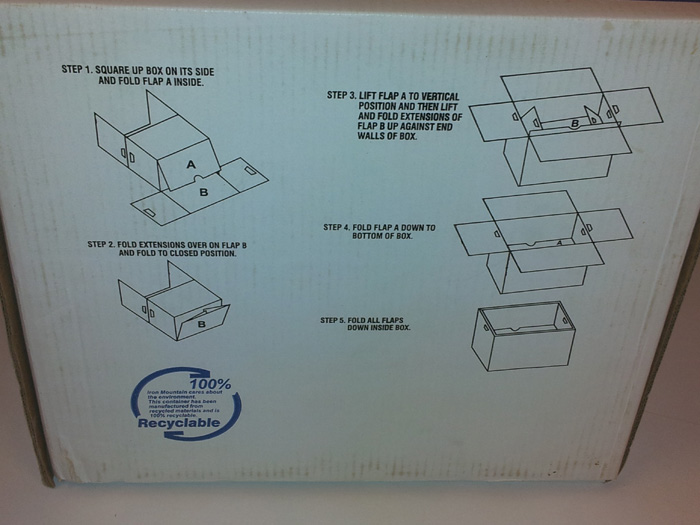 STEP 1. SQUARE UP BOX ON ITS SIDE
AND FOLD FLAP A INSIDE.
A
B
STEP 2. FOLD EXTENSIONS OVER ON FLAP B
AND FOLD TO CLOSED POSITION.
B
100%
Iron Mountain cares about
the environment.
This container has been
manufactured from
recycled materials and is
100% recyclable.
Recyclable
STEP 3. LIFT FLAP A TO VERTICAL
POSITION AND THEN LIFT
AND FOLD EXTENSIONS OF
FLAP B UP AGAINST END
WALLS OF BOX.
B
STEP 4. FOLD FLAP A DOWN TO
BOTTOM OF BOX.
A
STEP 5. FOLD ALL FLAPS
DOWN INSIDE BOX.